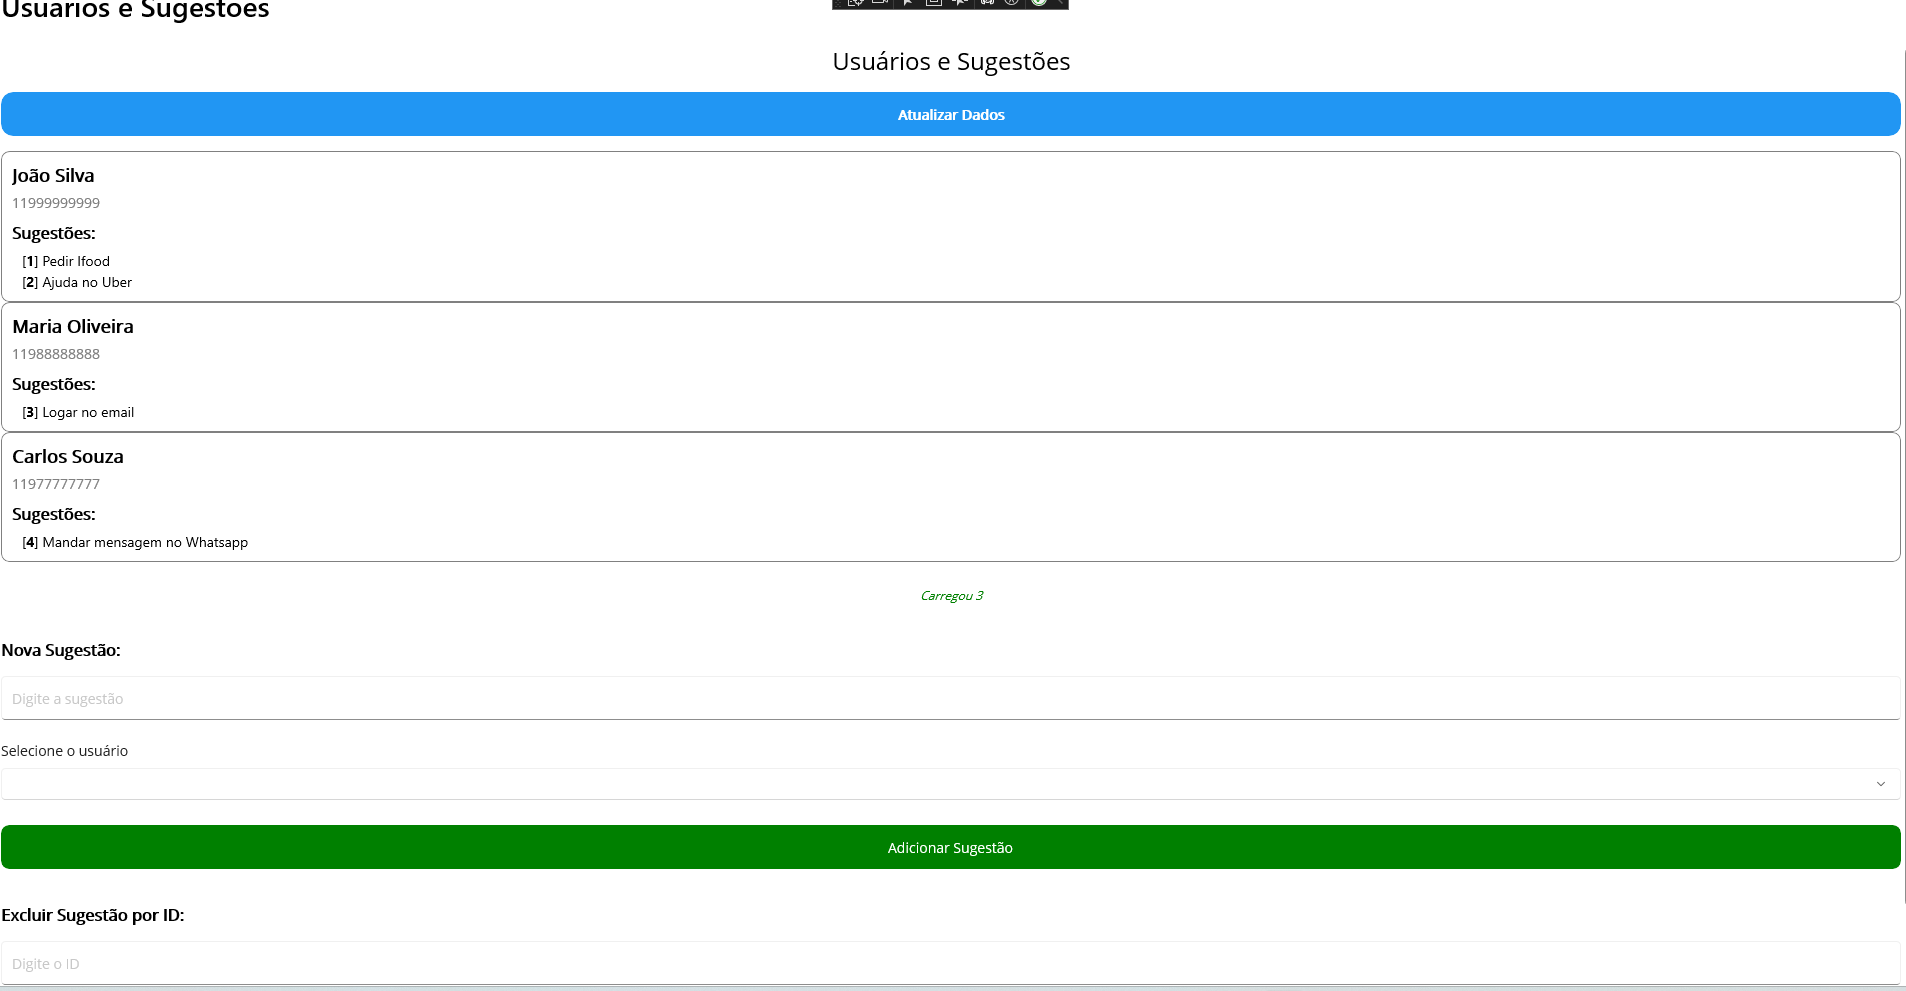 Usuários e Sugestões
Usuários e Sugestões
Atualizar Dados
João Silva
11999999999
Sugestões:
[1] Pedir Ifood
[2] Ajuda no Uber
Maria Oliveira
11988888888
Sugestões:
[3] Logar no email
Carlos Souza
11977777777
Sugestões:
[4] Mandar mensagem no Whatsapp
Carregou 3
Nova Sugestão:
Digite a sugestão
Selecione o usuário
Adicionar Sugestão
Excluir Sugestão por ID:
Digite o ID